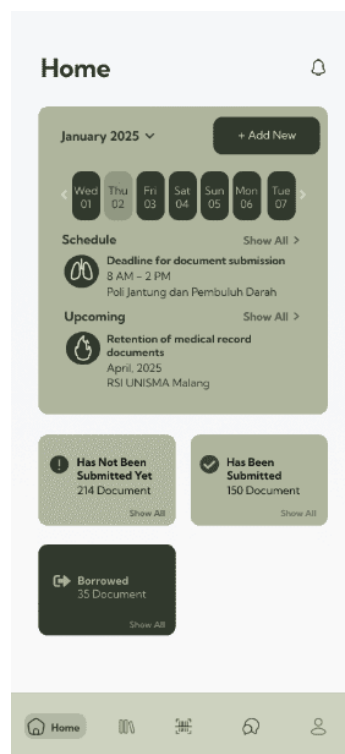 Home
January 2025
+ Add New
Wed Thu Fri Sat Sun Mon Tue
01 02 03 04 05 06 07
Schedule Show All >
Deadline for document submission
8 AM - 2 PM
Poli Jantung dan Pembuluh Darah
Upcoming Show All >
Retention of medical record
documents
April, 2025
RSI UNISMA Malang
Has Not Been
Submitted Yet
214 Document
Show All
Has Been
Submitted
150 Document
Show All
Borrowed
35 Document
Show All
Home